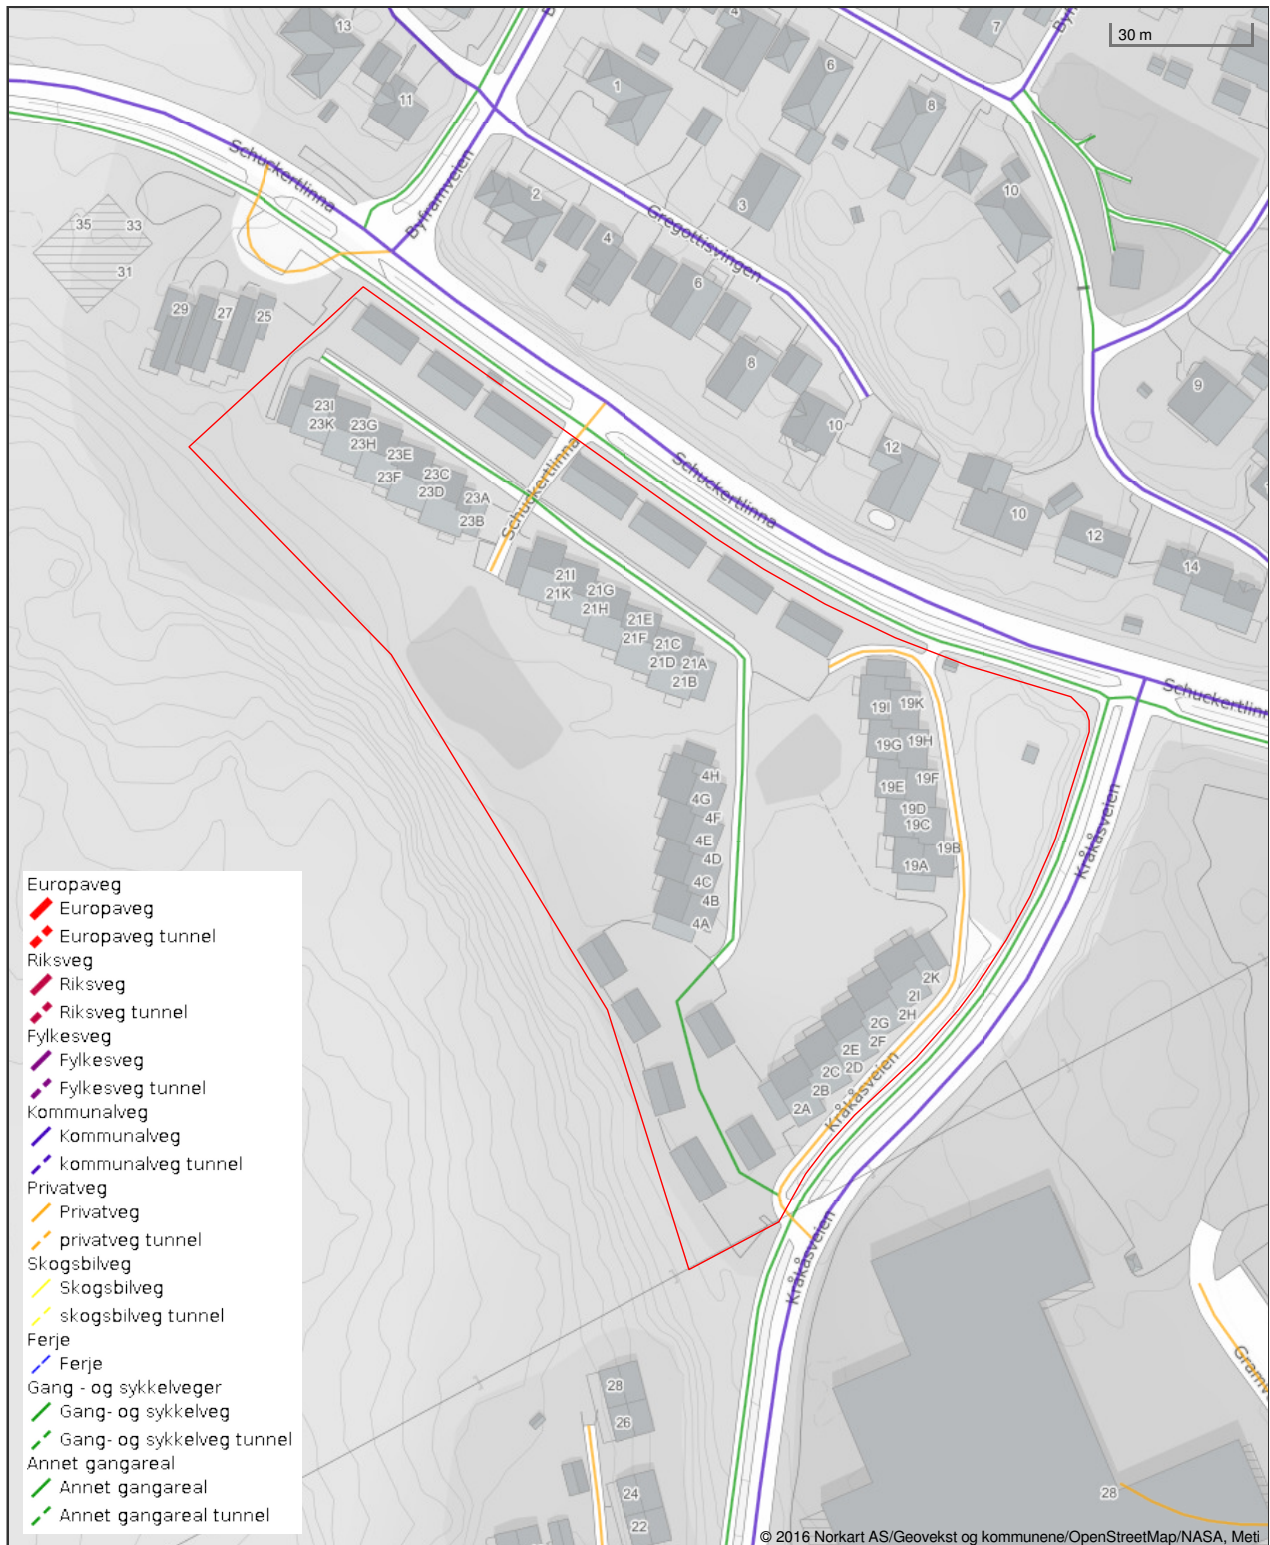 30 m
13
4
7
6
1
11
8
Schuckertlinna
Byframveien
2
3
10
Gregottisvingen
35
33
31
4
6
29
27
25
8
9
23I
23K
23G
23H
23E
23F
23C
23D
23A
23B
10
12
Schuckertlinna
Schuckertlinna
10
12
14
21I
21K
21G
21H
21E
21F
21C
21D
21A
21B
Schuckertlinn
19I
19K
19G
19H
19E
19F
19D
19C
19B
19A
4H
4G
4F
4E
4D
4C
4B
4A
Kråkåsveien
2K
2I
2H
2G
2F
2E
2D
2C
2B
2A
Kråkåsveien
Kråkåsveien
Gramv
28
26
24
22
28
Europaveg
Europaveg
Europaveg tunnel
Riksveg
Riksveg
Riksveg tunnel
Fylkesveg
Fylkesveg
Fylkesveg tunnel
Kommunalveg
Kommunalveg
kommunalveg tunnel
Privatveg
Privatveg
privatveg tunnel
Skogsbilveg
Skogsbilveg
skogsbilveg tunnel
Ferje
Ferje
Gang - og sykkelveger
Gang- og sykkelveg
Gang- og sykkelveg tunnel
Annet gangareal
Annet gangareal
Annet gangareal tunnel
© 2016 Norkart AS/Geovekst og kommunene/OpenStreetMap/NASA, Meti